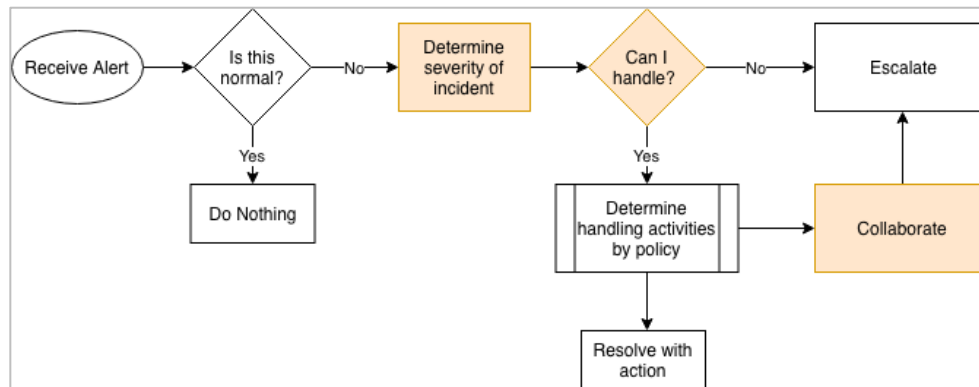 Receive Alert
Is this
normal?
No
Determine
severity of
incident
Can I
handle?
No
Escalate
Yes
Do Nothing
Yes
Determine
handling activities
by policy
Collaborate
Resolve with
action